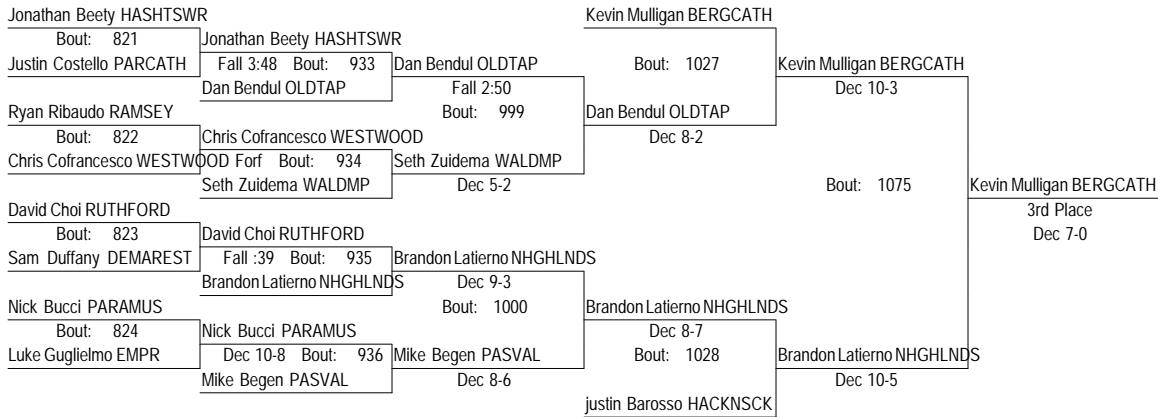 Jonathan Beety HASHTSWR
Kevin Mulligan BERGCATH
Bout: 821
Jonathan Beety HASHTSWR
Justin Costello PARCATH
Fall 3:48 Bout: 933
Dan Bendul OLDTAP
Bout: 1027
Kevin Mulligan BERGCATH
Dan Bendul OLDTAP
Fall 2:50
Dec 10-3
Ryan Ribaudo RAMSEY
Bout: 999
Dan Bendul OLDTAP
Bout: 822
Chris Cofrancesco WESTWOOD
Dec 8-2
Chris Cofrancesco WESTWOOD
Forf Bout: 934
Seth Zuidema WALDMP
Seth Zuidema WALDMP
Dec 5-2
Bout: 1075
Kevin Mulligan BERGCATH
David Choi RUTHFORD
3rd Place
Bout: 823
David Choi RUTHFORD
Dec 7-0
Sam Duffany DEMAREST
Fall :39 Bout: 935
Brandon Latierno NHGHLNDS
Brandon Latierno NHGHLNDS
Dec 9-3
Nick Bucci PARAMUS
Bout: 1000
Brandon Latierno NHGHLNDS
Bout: 824
Nick Bucci PARAMUS
Dec 8-7
Luke Guglielmo EMPR
Dec 10-8 Bout: 936
Mike Begen PASVAL
Bout: 1028
Brandon Latierno NHGHLNDS
Mike Begen PASVAL
Dec 8-6
Dec 10-5
justin Barosso HACKNSCK